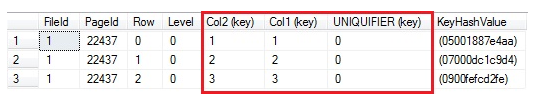 FileId PageId Row Level Col2 (key) Col1 (key) UNIQUIFIER (key) KeyHashValue
1 1 22437 0 0 1 1 0 (05001887e4aa)
2 1 22437 1 0 2 2 0 (07000dc1c9d4)
3 1 22437 2 0 3 3 0 (0900fefcd2fe)